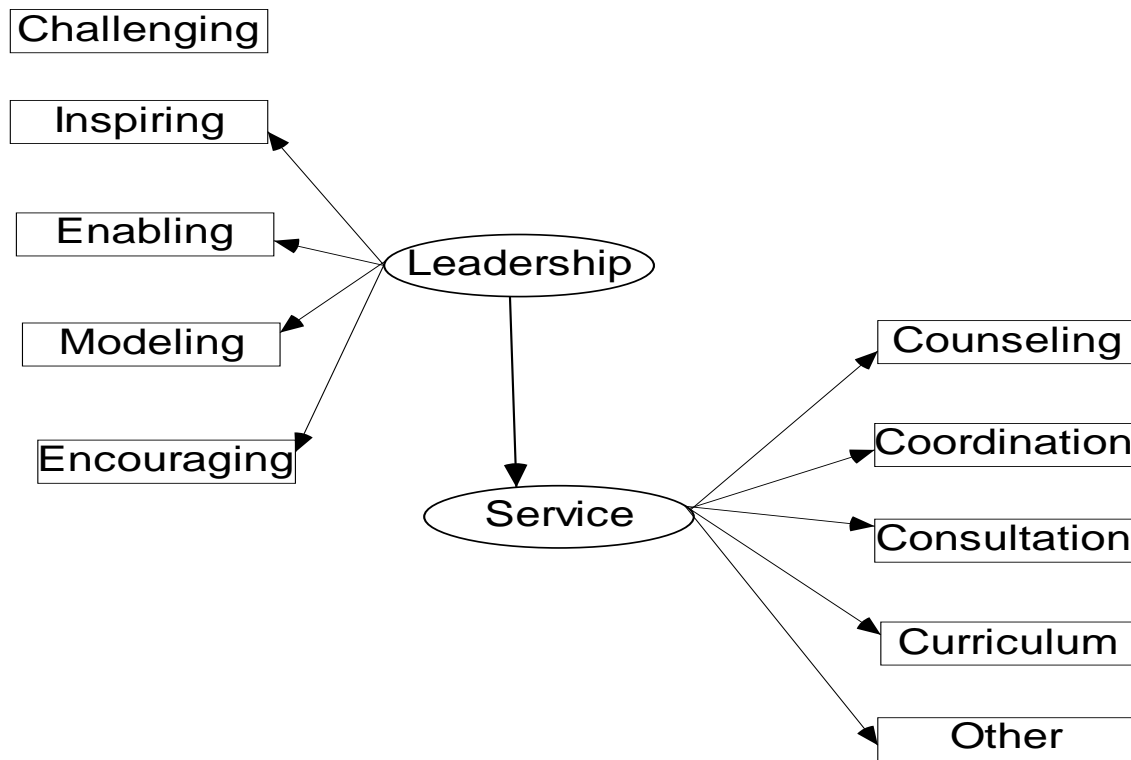 Challenging
Inspiring
Enabling
Leadership
Modeling
Encouraging
Service
Counseling
Coordination
Consultation
Curriculum
Other